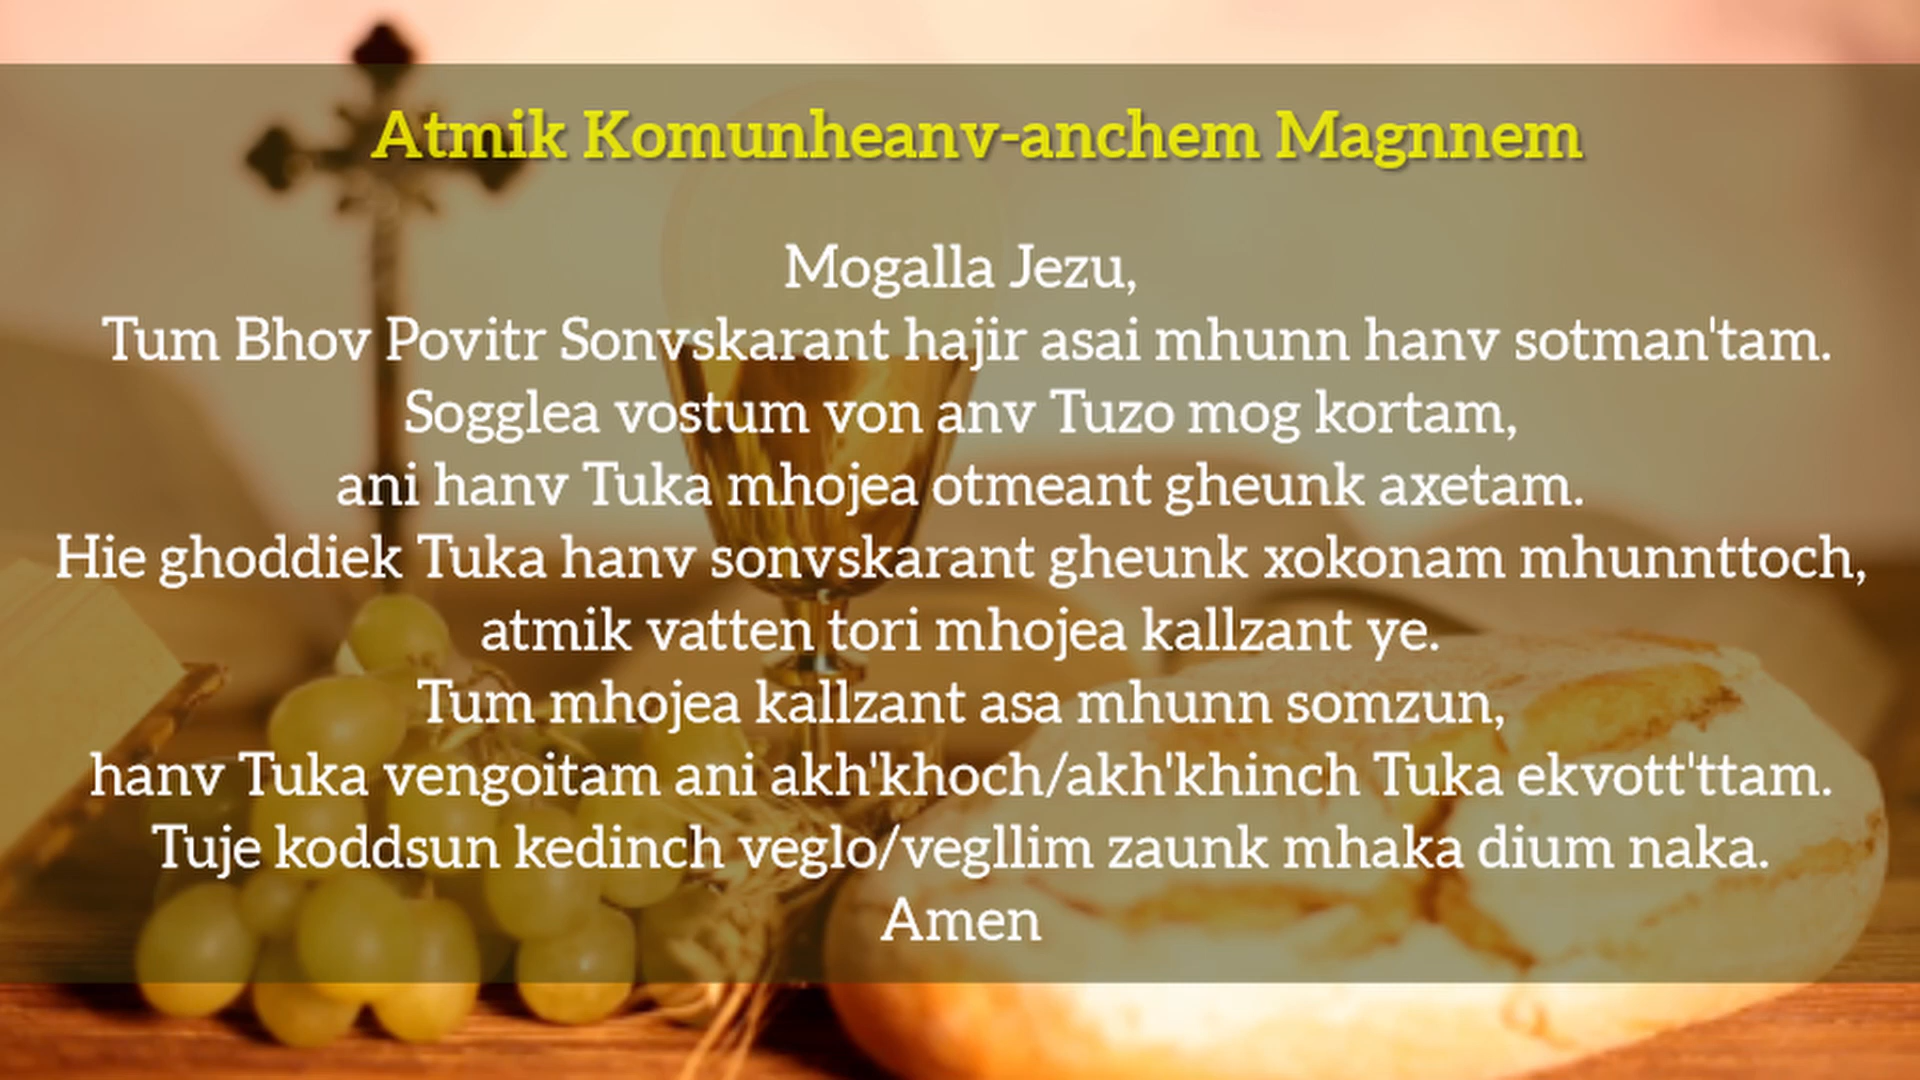 Atmik Komunheanv-anchem Magnnem
Mogalla Jezu,
Tum Bhov Povitr Sonvskarant hajir asai mhunn hanv sotman'tam.
Sogglea vostum von anv Tuzo mog kortam,
ani hanv Tuka mhojea otmeant gheunk axetam.
Hie ghoddiek Tuka hanv sonvskarant gheunk xokonam mhunnttoch,
atmik vatten tori mhojea kallzant ye.
Tum mhojea kallzant asa mhunn somzun,
hanv Tuka vengoitam ani akh'khoch/akh'khinch Tuka ekvott'ttam.
Tuje koddsun kedinch veglo/vegllim zaunk mhaka dium naka.
Amen